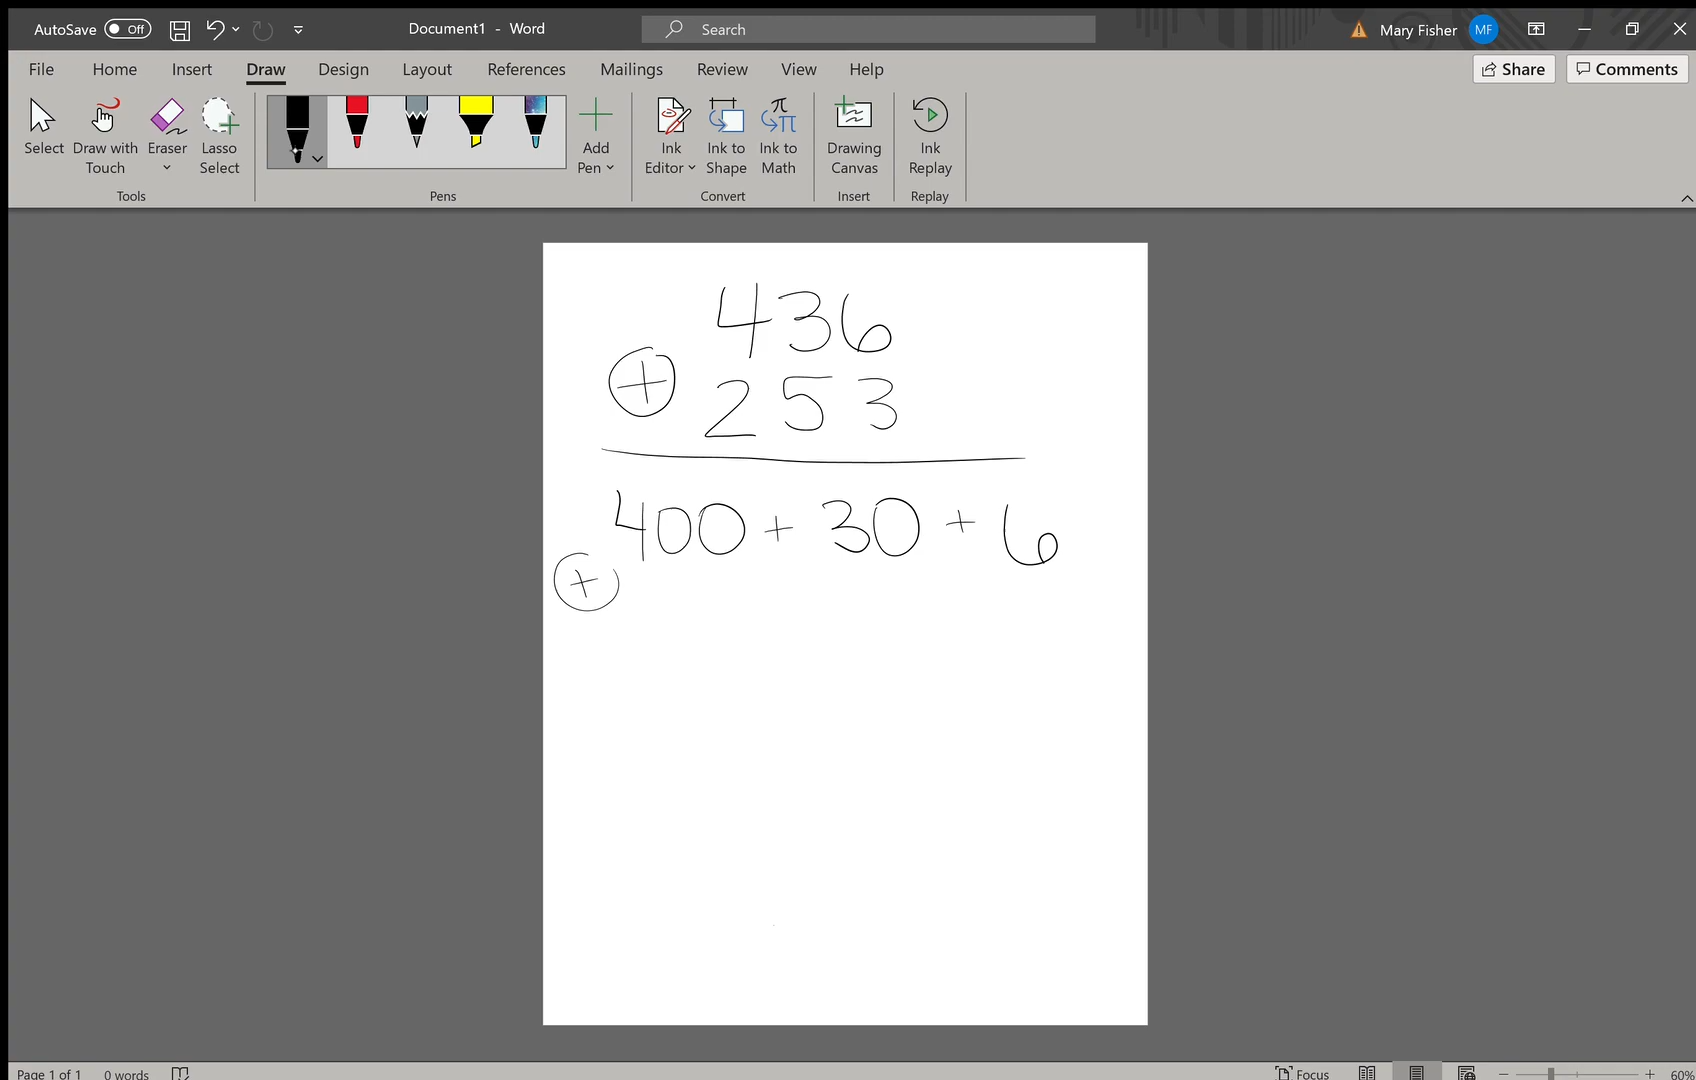 AutoSave Off Document1 - Word Search Mary Fisher MF
File Home Insert Draw Design Layout References Mailings Review View Help Share Comments
Select Draw with Touch Eraser Lasso Select Add Pen Ink Editor Ink to Shape Ink to Math Drawing Canvas Ink Replay
Tools Pens Convert Insert Replay
436
+ 253
400 + 30 + 6
+
Page 1 of 1 0 words Focus 60%